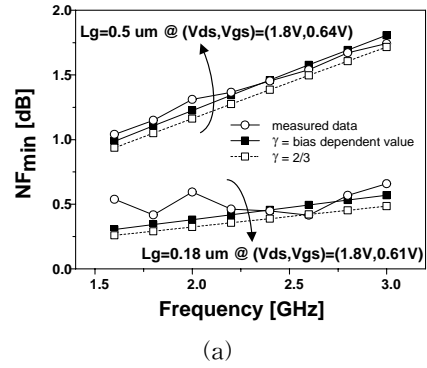 Lg=0.5 um @ (Vds,Vgs)=(1.8V,0.64V)
2.0
1.5
1.0
0.5
0.0
NFmin [dB]
measured data
γ = bias dependent value
γ = 2/3
Lg=0.18 um @ (Vds,Vgs)=(1.8V,0.61V)
1.5 2.0 2.5 3.0
Frequency [GHz]
(a)